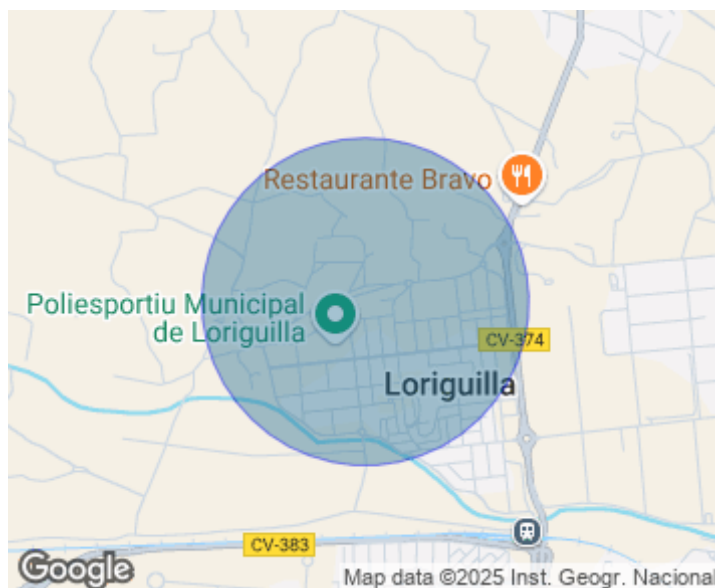 Restaurante Bravo
Poliesportiu Municipal
de Loriguilla
CV-374
Loriguilla
CV-383
Google
Map data ©2025 Inst. Geogr. Nacional